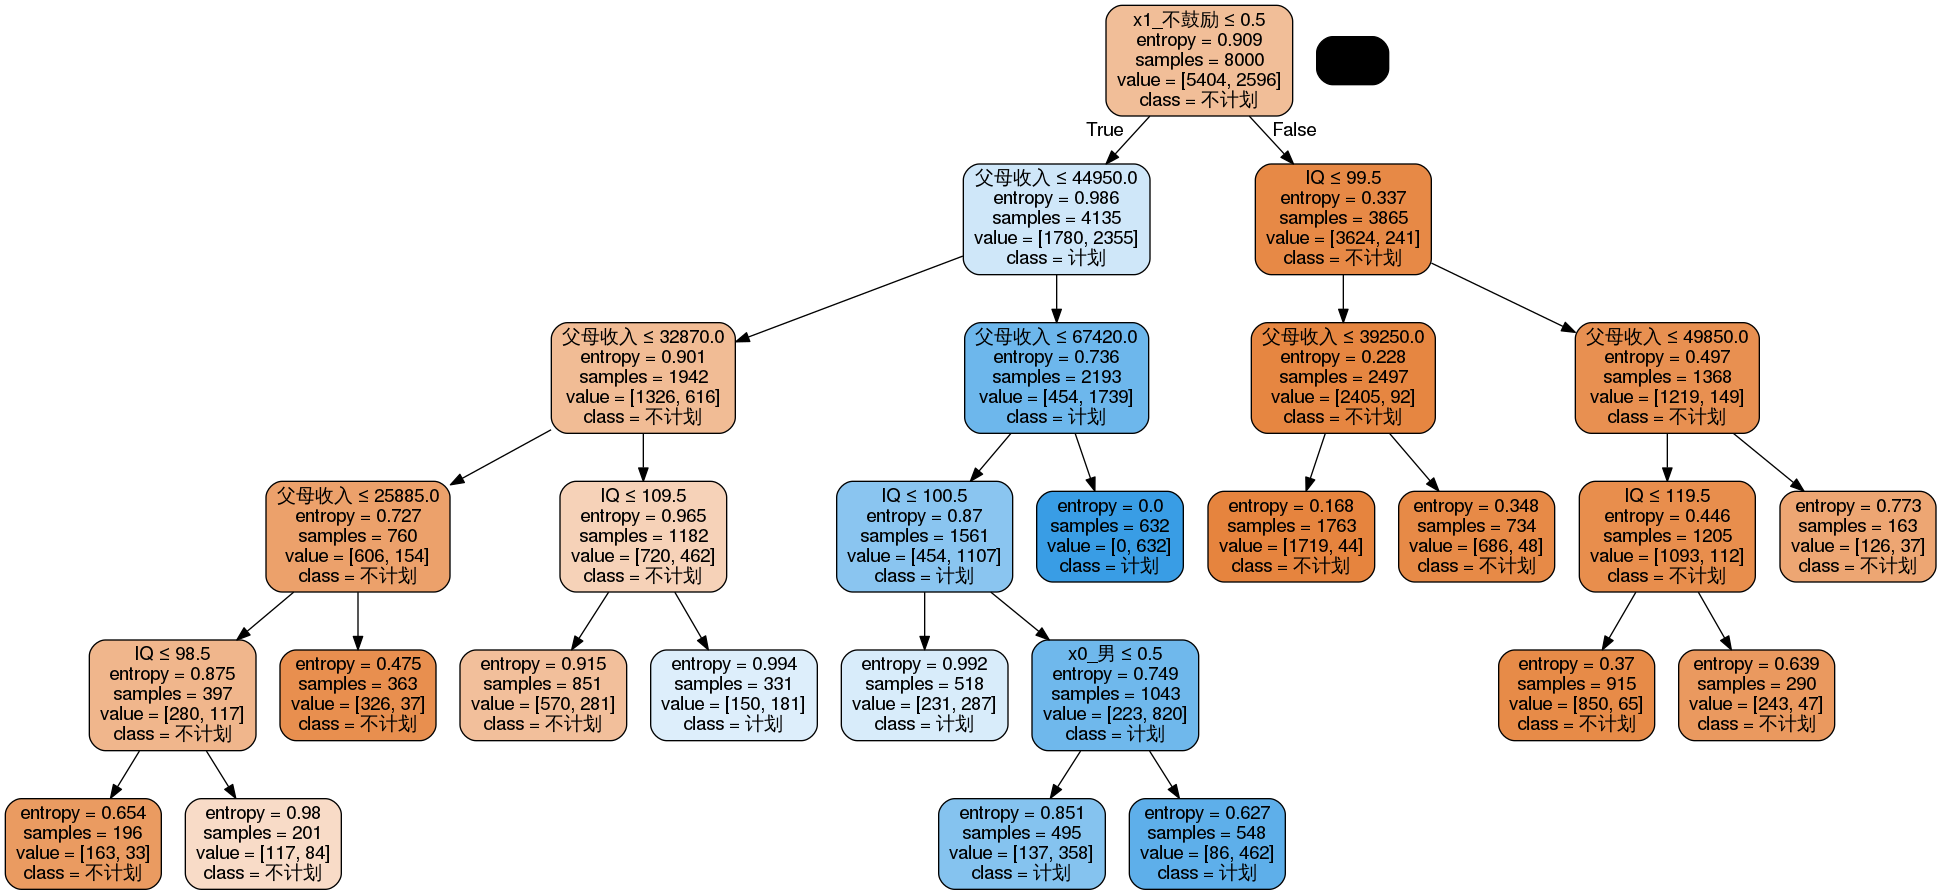 x1_不鼓励 ≤ 0.5
entropy = 0.909
samples = 8000
value = [5404, 2596]
class = 不计划
True
False
父母收入 ≤ 44950.0
entropy = 0.986
samples = 4135
value = [1780, 2355]
class = 计划
IQ ≤ 99.5
entropy = 0.337
samples = 3865
value = [3624, 241]
class = 不计划
父母收入 ≤ 32870.0
entropy = 0.901
samples = 1942
value = [1326, 616]
class = 不计划
父母收入 ≤ 67420.0
entropy = 0.736
samples = 2193
value = [454, 1739]
class = 计划
父母收入 ≤ 39250.0
entropy = 0.228
samples = 2497
value = [2405, 92]
class = 不计划
父母收入 ≤ 49850.0
entropy = 0.497
samples = 1368
value = [1219, 149]
class = 不计划
父母收入 ≤ 25885.0
entropy = 0.727
samples = 760
value = [606, 154]
class = 不计划
IQ ≤ 109.5
entropy = 0.965
samples = 1182
value = [720, 462]
class = 不计划
IQ ≤ 100.5
entropy = 0.87
samples = 1561
value = [454, 1107]
class = 计划
entropy = 0.0
samples = 632
value = [0, 632]
class = 计划
entropy = 0.168
samples = 1763
value = [1719, 44]
class = 不计划
entropy = 0.348
samples = 734
value = [686, 48]
class = 不计划
IQ ≤ 119.5
entropy = 0.446
samples = 1205
value = [1093, 112]
class = 不计划
entropy = 0.773
samples = 163
value = [126, 37]
class = 不计划
IQ ≤ 98.5
entropy = 0.875
samples = 397
value = [280, 117]
class = 不计划
entropy = 0.475
samples = 363
value = [326, 37]
class = 不计划
entropy = 0.915
samples = 851
value = [570, 281]
class = 不计划
entropy = 0.994
samples = 331
value = [150, 181]
class = 计划
entropy = 0.992
samples = 518
value = [231, 287]
class = 计划
x0_男 ≤ 0.5
entropy = 0.749
samples = 1043
value = [223, 820]
class = 计划
entropy = 0.37
samples = 915
value = [850, 65]
class = 不计划
entropy = 0.639
samples = 290
value = [243, 47]
class = 不计划
entropy = 0.654
samples = 196
value = [163, 33]
class = 不计划
entropy = 0.98
samples = 201
value = [117, 84]
class = 不计划
entropy = 0.851
samples = 495
value = [137, 358]
class = 计划
entropy = 0.627
samples = 548
value = [86, 462]
class = 计划